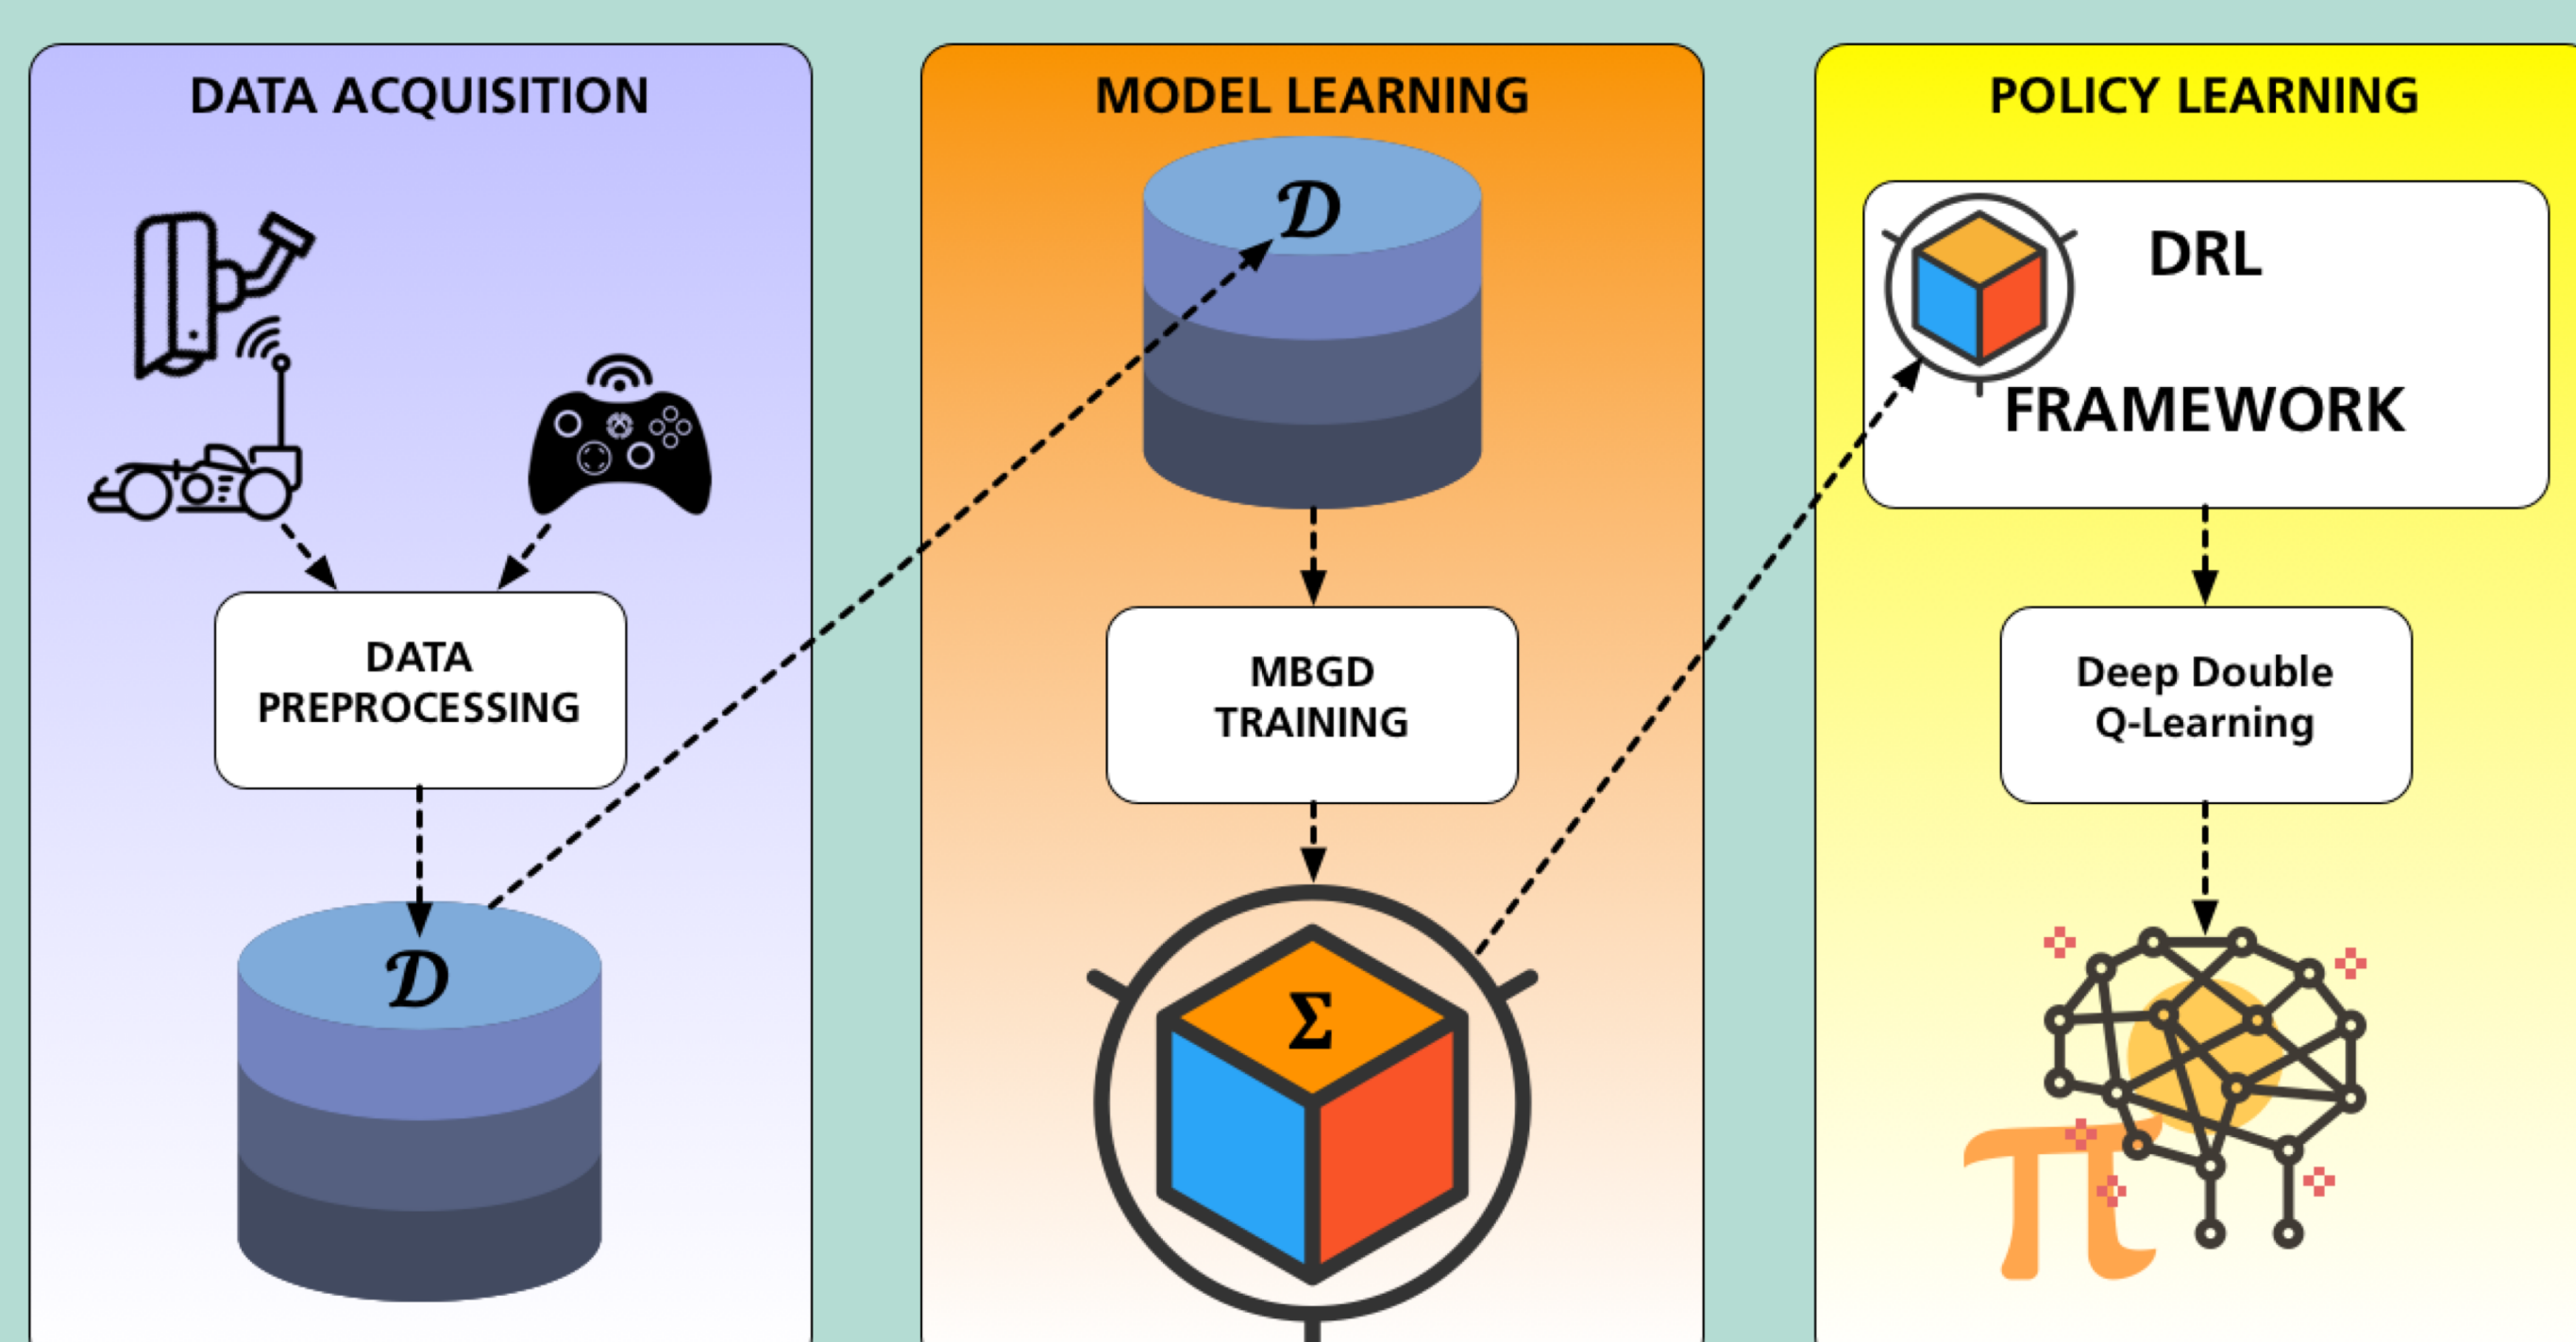 DATA ACQUISITION
DATA
PREPROCESSING
𝒟
MODEL LEARNING
𝒟
MBGD
TRAINING
Σ
POLICY LEARNING
DRL
FRAMEWORK
Deep Double
Q-Learning
π